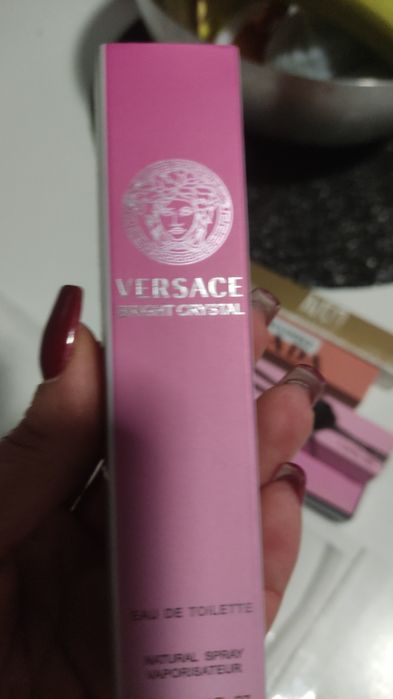 VERSACE
BRIGHT CRYSTAL
EAU DE TOILETTE
NATURAL SPRAY
VAPORISATEUR